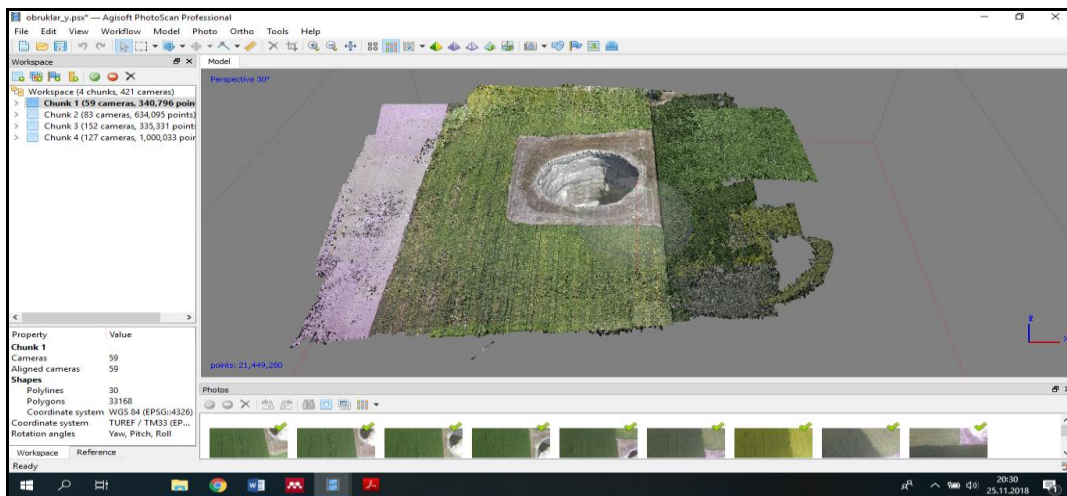 obruklar_y.psx* — Agisoft PhotoScan Professional
File Edit View Workflow Model Photo Ortho Tools Help
Workspace
Model
Perspective 30°
Workspace (4 chunks, 421 cameras)
Chunk 1 (59 cameras, 340,796 poin
Chunk 2 (83 cameras, 634,095 points)
Chunk 3 (152 cameras, 335,331 points
Chunk 4 (127 cameras, 1,000,033 poin
Property Value
Chunk 1
Cameras 59
Aligned cameras 59
Shapes
Polylines 30
Polygons 33168
Coordinate system WGS 84 (EPSG::4326)
Coordinate system TUREF / TM33 (EP...
Rotation angles Yaw, Pitch, Roll
Workspace Reference
points: 21,449,280
Z
X
Photos
Ready
20:30
25.11.2018